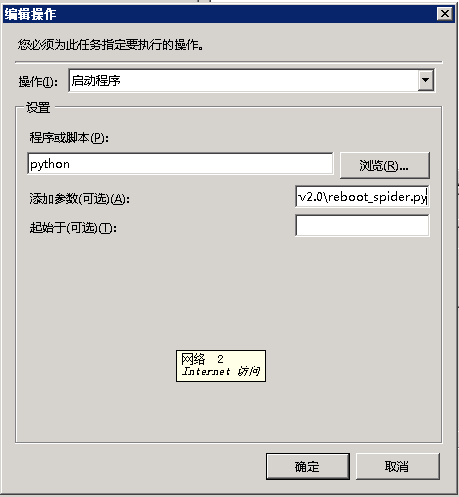 编辑操作
您必须为此任务指定要执行的操作。
操作(I):
启动程序
设置
程序或脚本(P):
python
浏览(R)...
添加参数(可选)(A):
v2.0\reboot_spider.py
起始于(可选)(T):
网络 2
Internet 访问
确定
取消